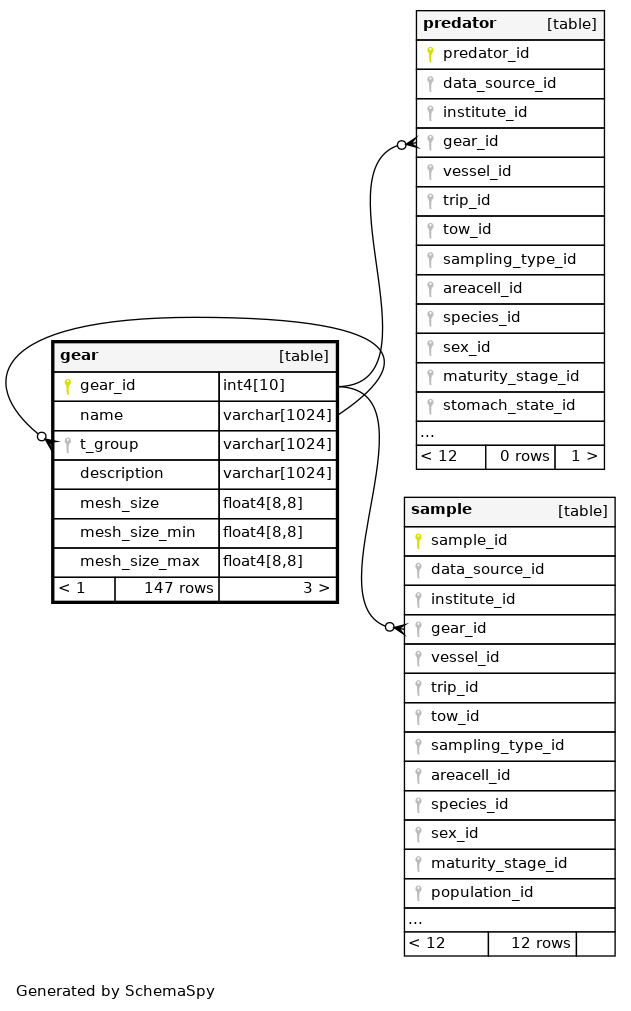 predator [table]
predator_id
data_source_id
institute_id
gear_id
vessel_id
trip_id
tow_id
sampling_type_id
areacell_id
species_id
sex_id
maturity_stage_id
stomach_state_id
...
< 12 0 rows 1 >
gear [table]
gear_id int4[10]
name varchar[1024]
t_group varchar[1024]
description varchar[1024]
mesh_size float4[8,8]
mesh_size_min float4[8,8]
mesh_size_max float4[8,8]
< 1 147 rows 3 >
sample [table]
sample_id
data_source_id
institute_id
gear_id
vessel_id
trip_id
tow_id
sampling_type_id
areacell_id
species_id
sex_id
maturity_stage_id
population_id
...
< 12 12 rows
Generated by SchemaSpy